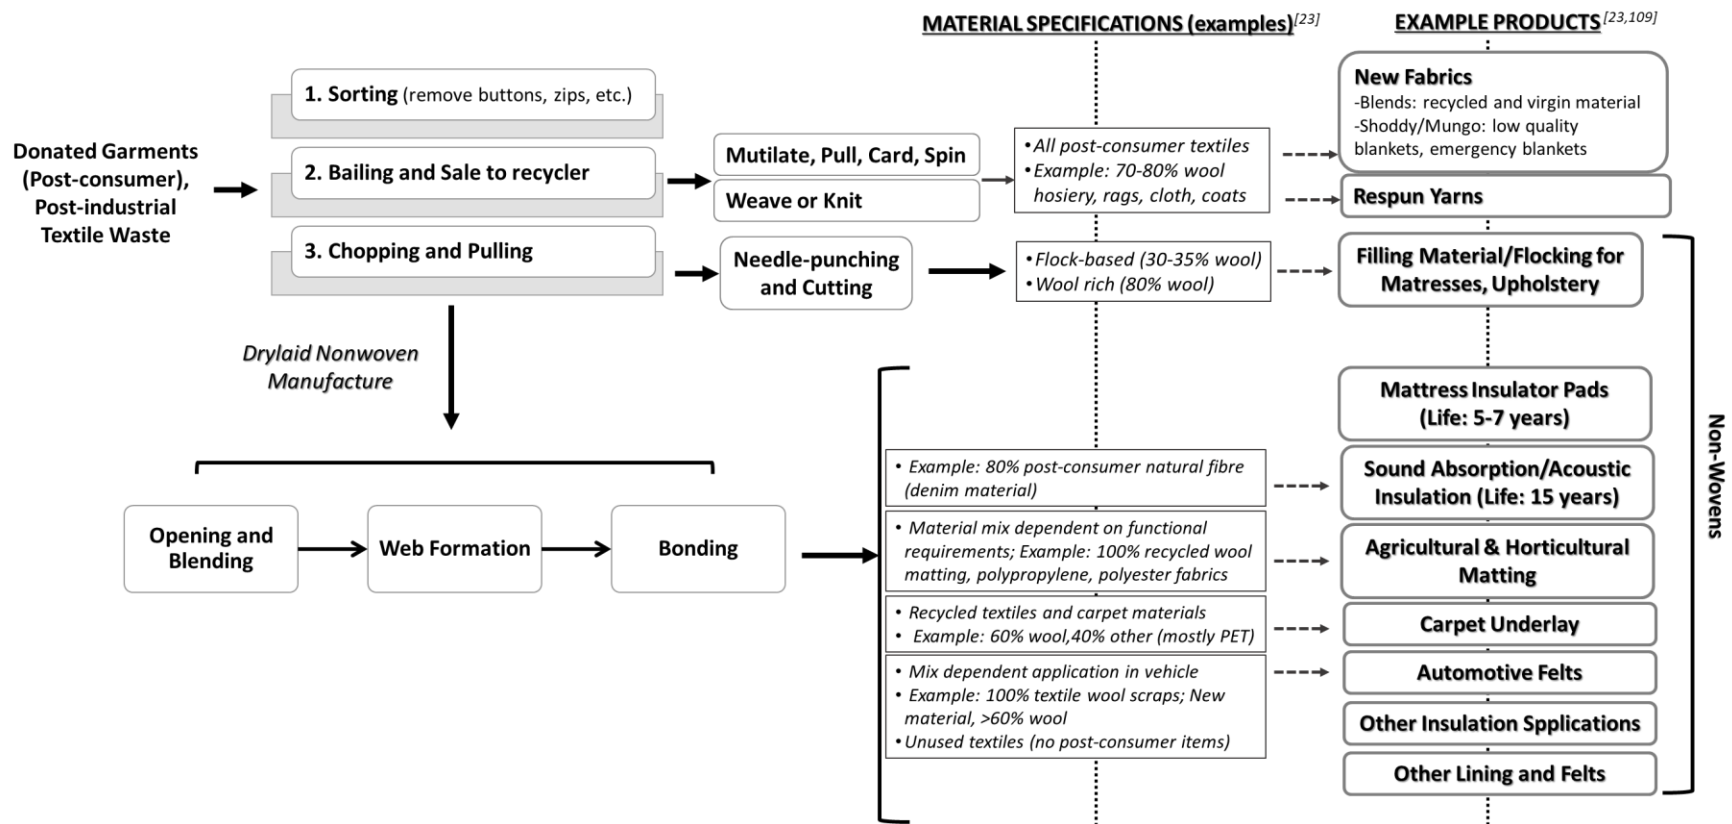 MATERIAL SPECIFICATIONS (examples)[23]
EXAMPLE PRODUCTS[23,109]
Donated Garments
(Post-consumer),
Post-industrial
Textile Waste
1. Sorting (remove buttons, zips, etc.)
2. Bailing and Sale to recycler
3. Chopping and Pulling
Mutilate, Pull, Card, Spin
Weave or Knit
Needle-punching
and Cutting
• All post-consumer textiles
• Example: 70-80% wool
hosiery, rags, cloth, coats
• Flock-based (30-35% wool)
• Wool rich (80% wool)
New Fabrics
-Blends: recycled and virgin material
-Shoddy/Mungo: low quality
blankets, emergency blankets
Respun Yarns
Filling Material/Flocking for
Matresses, Upholstery
Drylaid Nonwoven
Manufacture
Opening and
Blending
Web Formation
Bonding
• Example: 80% post-consumer natural fibre
(denim material)
• Material mix dependent on functional
requirements; Example: 100% recycled wool
matting, polypropylene, polyester fabrics
• Recycled textiles and carpet materials
• Example: 60% wool,40% other (mostly PET)
• Mix dependent application in vehicle
• Example: 100% textile wool scraps; New
material, >60% wool
• Unused textiles (no post-consumer items)
Mattress Insulator Pads
(Life: 5-7 years)
Sound Absorption/Acoustic
Insulation (Life: 15 years)
Agricultural & Horticultural
Matting
Carpet Underlay
Automotive Felts
Other Insulation Spplications
Other Lining and Felts
Non-Wovens